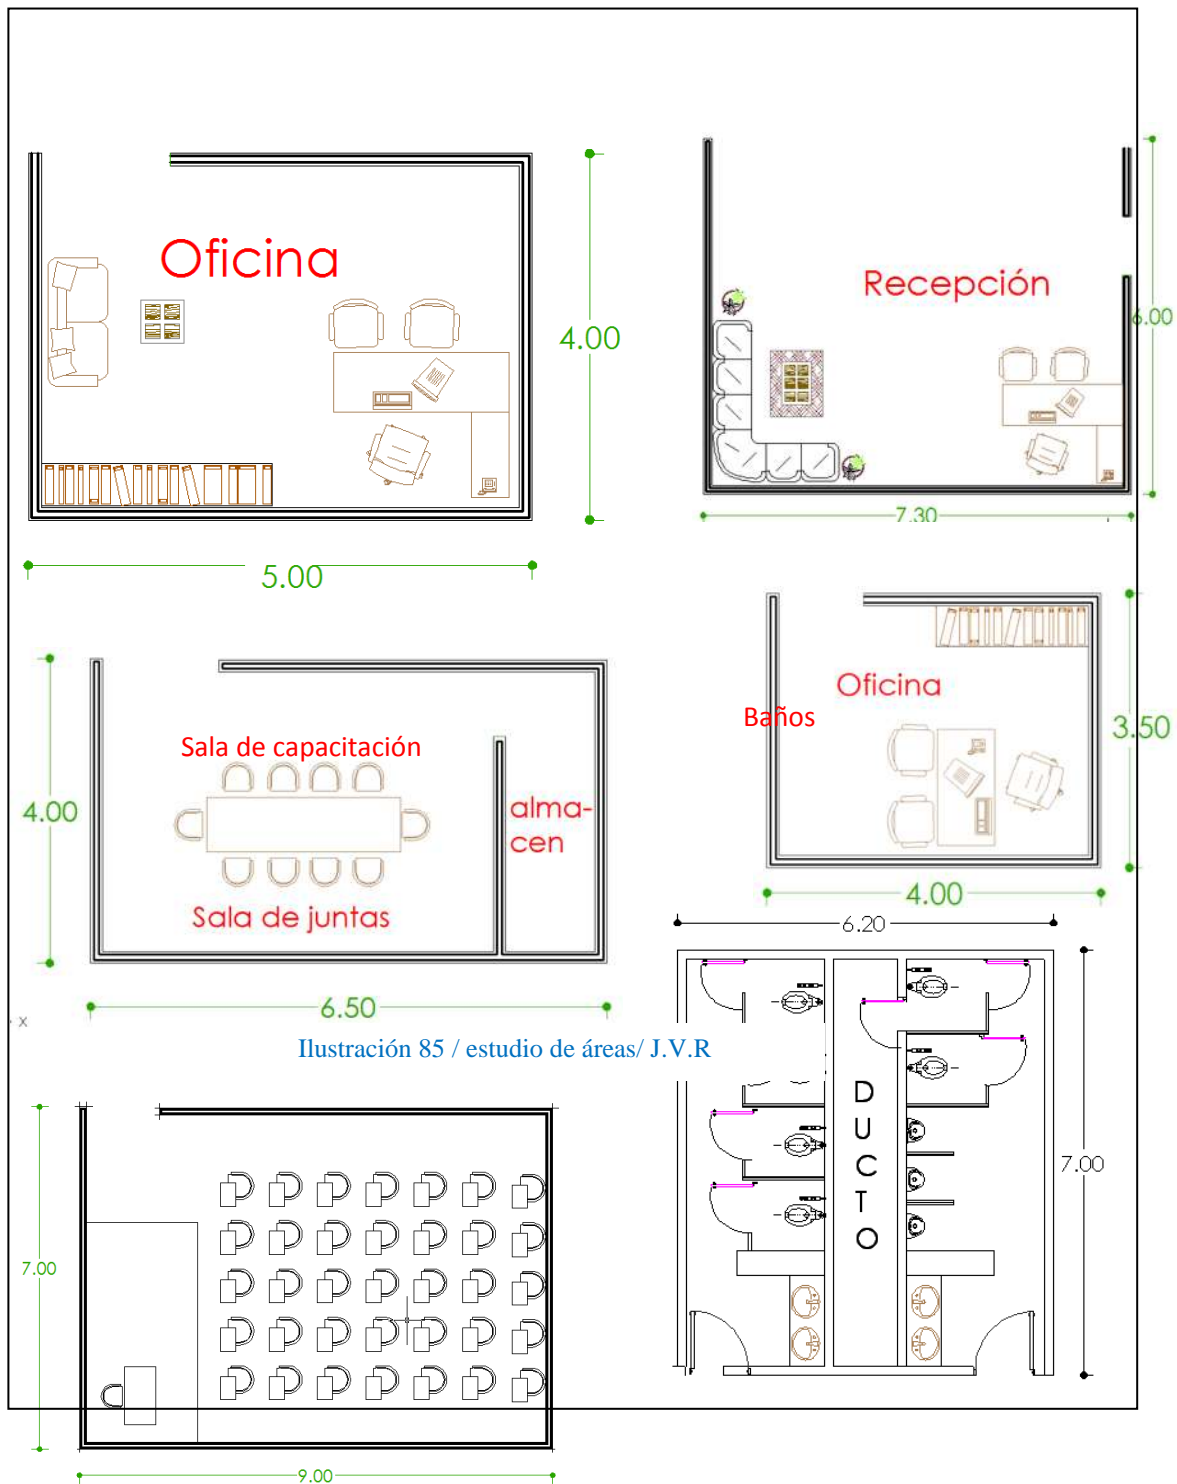 Oficina
4.00
5.00
Recepción
6.00
7.30
Sala de capacitación
4.00
alma-
cen
Sala de juntas
6.50
x
Oficina
Baños
3.50
4.00
Ilustración 85 / estudio de áreas/ J.V.R
6.20
D
U
C
T
O
7.00
7.00
9.00